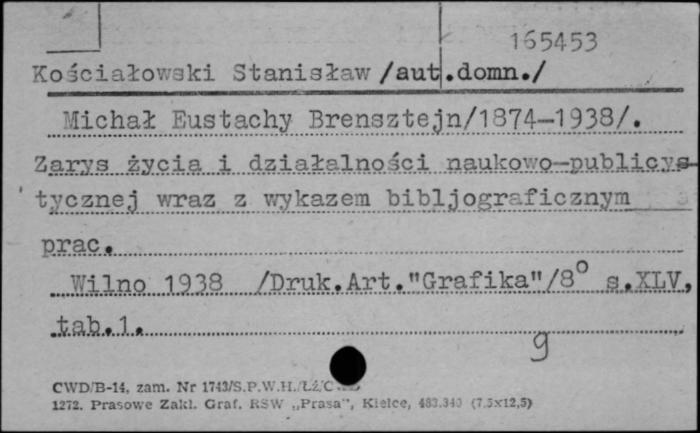 165453
Kościałowski Stanisław /aut.domn./
Michał Eustachy Brensztejn/1874-1938/.
Zarys życia i działalności naukowo-publicys-
tycznej wraz z wykazem bibljograficznym
prac.
Wilno 1938 /Druk.Art."Grafika"/8° s.XLV,
tab.1.
9
CWD/B-14, zam. Nr 1743/S.P.W.H./
1272. Prasowe Zakl. Graf. RSW „Prasa", Kielce, 483.340 (7.5x12,5)